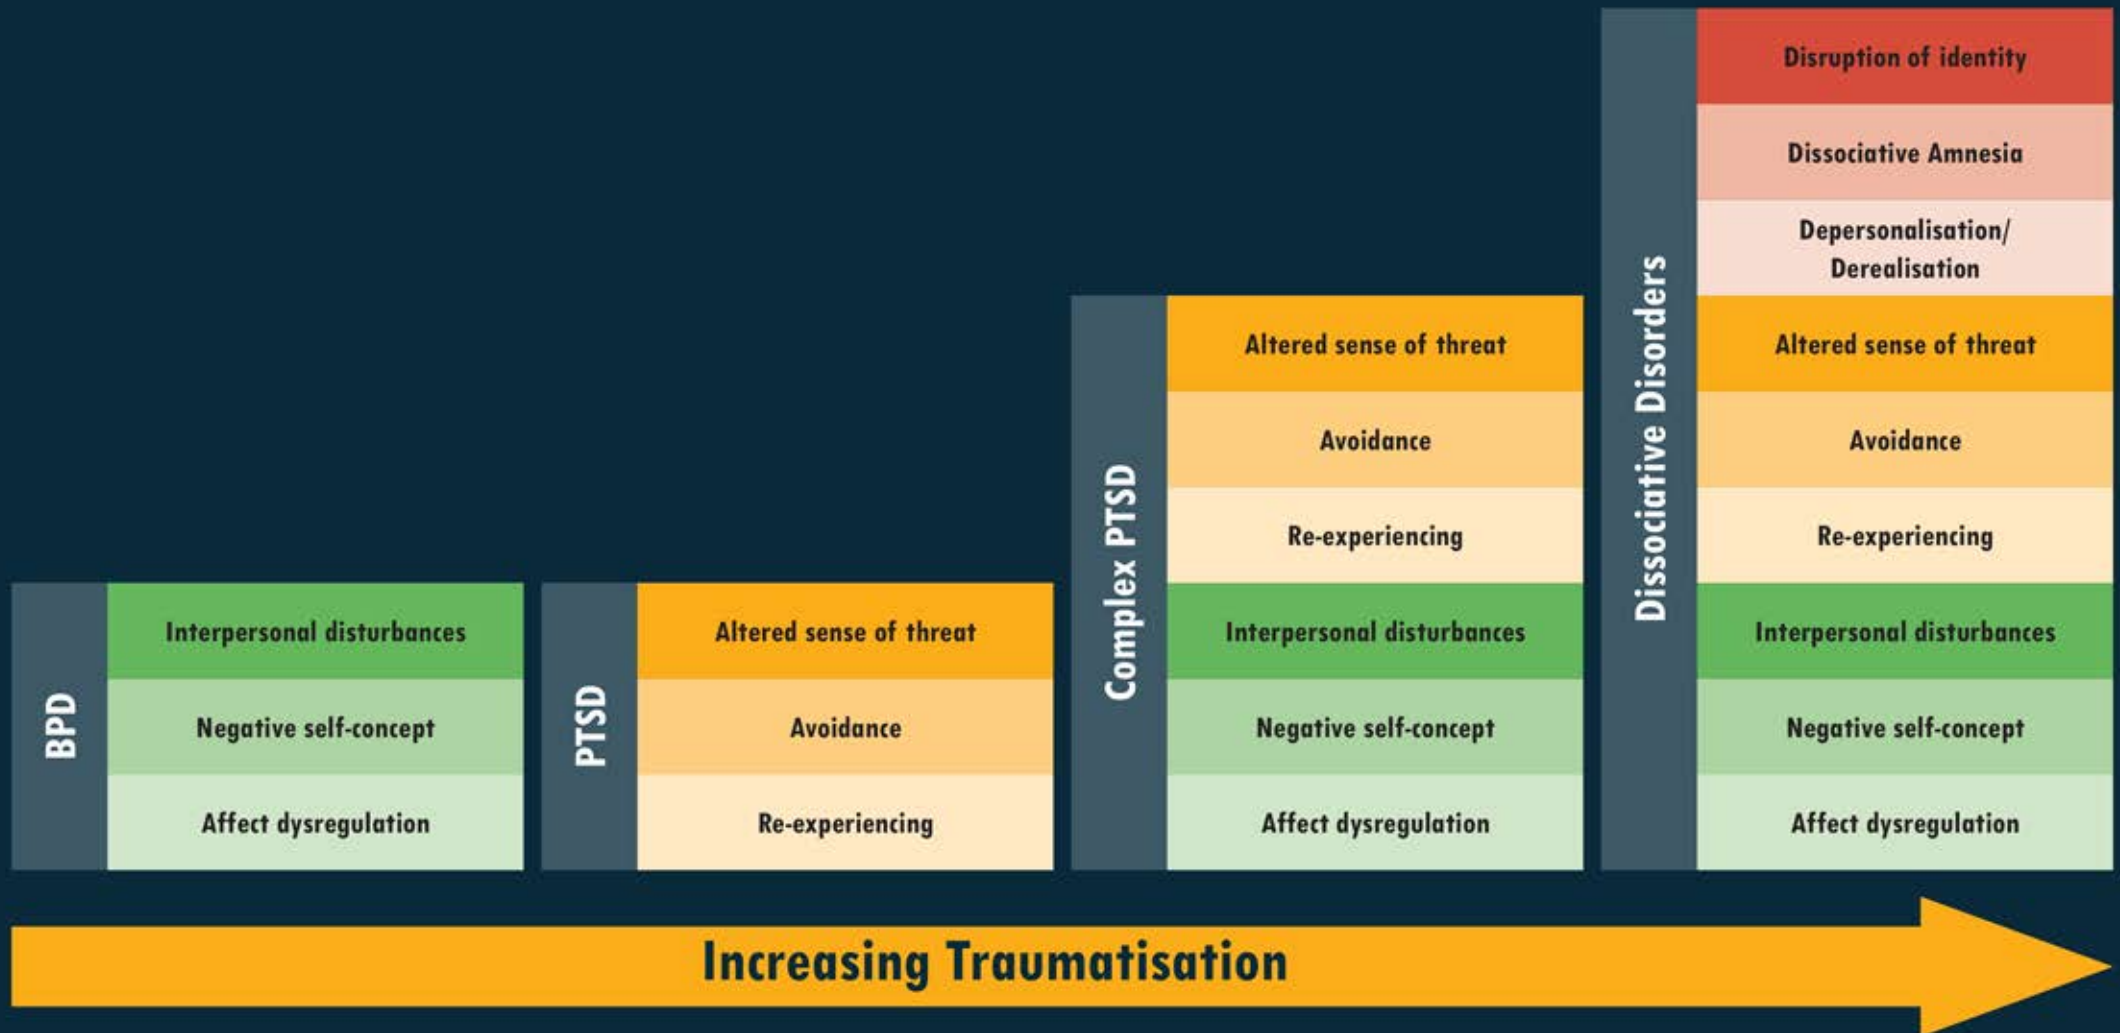 BPD
Interpersonal disturbances
Negative self-concept
Affect dysregulation
PTSD
Altered sense of threat
Avoidance
Re-experiencing
Complex PTSD
Altered sense of threat
Avoidance
Re-experiencing
Interpersonal disturbances
Negative self-concept
Affect dysregulation
Dissociative Disorders
Disruption of identity
Dissociative Amnesia
Depersonalisation/
Derealisation
Altered sense of threat
Avoidance
Re-experiencing
Interpersonal disturbances
Negative self-concept
Affect dysregulation
Increasing Traumatisation